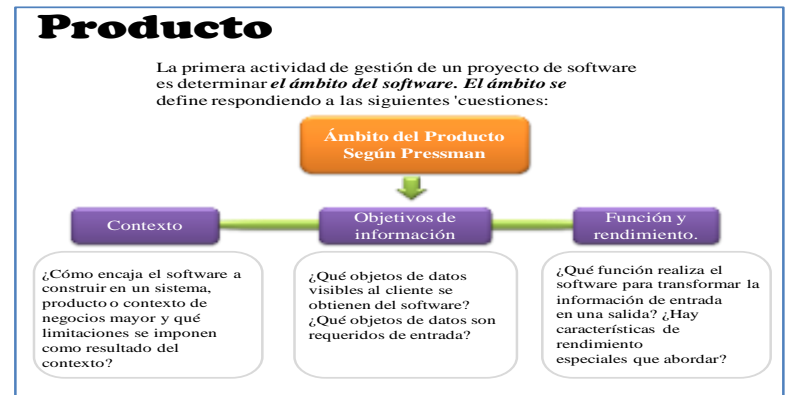 Producto
La primera actividad de gestión de un proyecto de software
es determinar el ámbito del software. El ámbito se
define respondiendo a las siguientes 'cuestiones:
Ámbito del Producto
Según Pressman
Contexto
Objetivos de
información
Función y
rendimiento.
¿Cómo encaja el software a
construir en un sistema,
producto o contexto de
negocios mayor y qué
limitaciones se imponen
como resultado del
contexto?
¿Qué objetos de datos
visibles al cliente se
obtienen del software?
¿Qué objetos de datos son
requeridos de entrada?
¿Qué función realiza el
software para transformar la
información de entrada
en una salida? ¿Hay
características de
rendimiento
especiales que abordar?